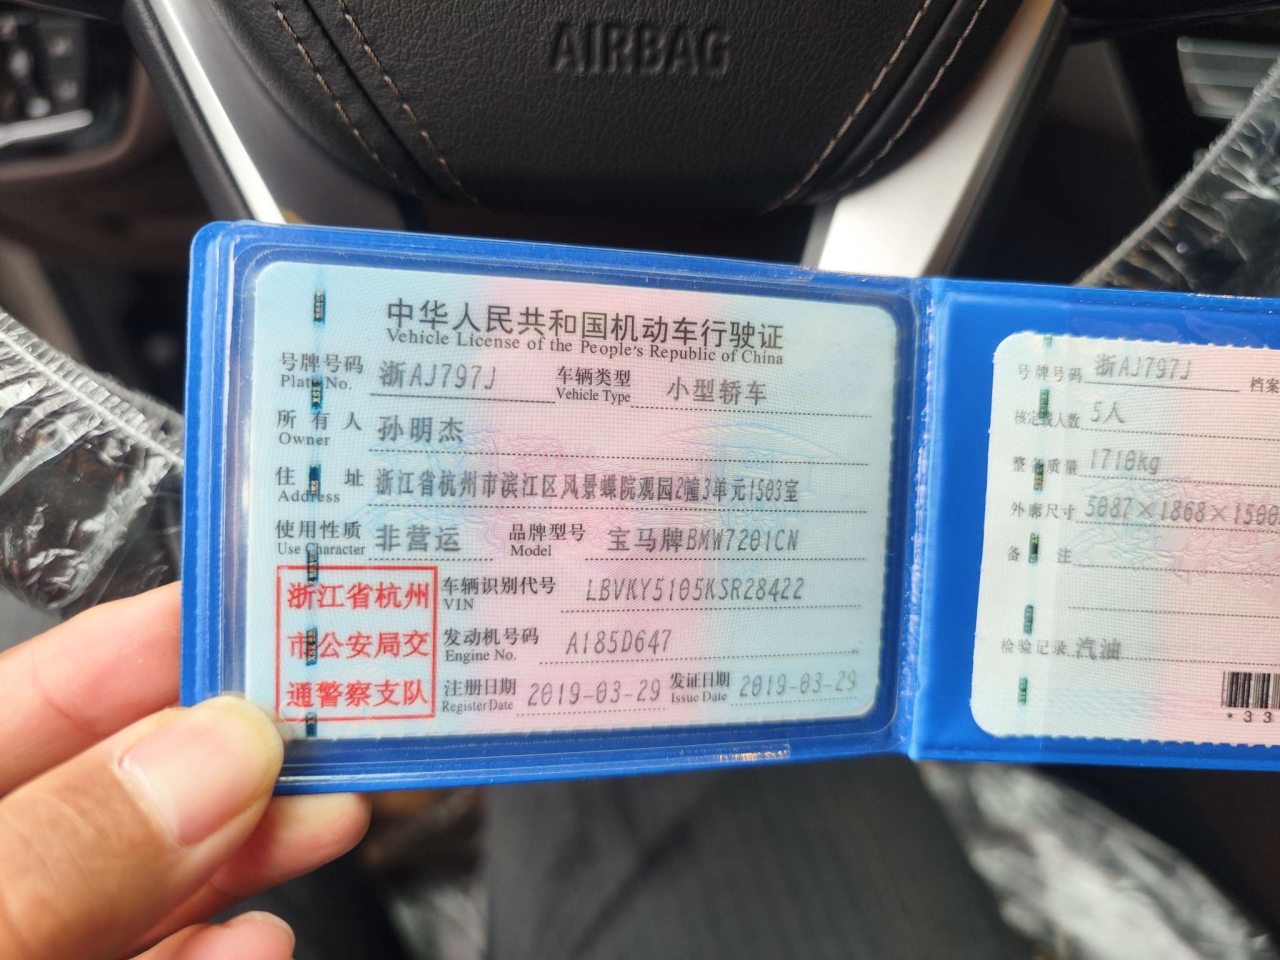 AIRBAG
中华人民共和国机动车行驶证
Vehicle License of the People's Republic of China
号牌号码 浙AJ797J 车辆类型 小型轿车
Plate No. Vehicle Type
所有人 孙明杰
Owner
住址 浙江省杭州市滨江区风景蝶院观园2幢3单元1503室
Address
使用性质 非营运 品牌型号 宝马牌BMW7201CN
Use Character Model
浙江省杭州
市公安局交
通警察支队
车辆识别代号 LBVKY5105KSR28422
VIN
发动机号码 A185D647
Engine No.
注册日期 2019-03-29 发证日期 2019-03-29
Register Date Issue Date
号牌号码 浙AJ797J 档案
核定载人数 5人
整备质量 1710kg
外廓尺寸 5087×1868×1500
备注
检验记录 汽油
*33